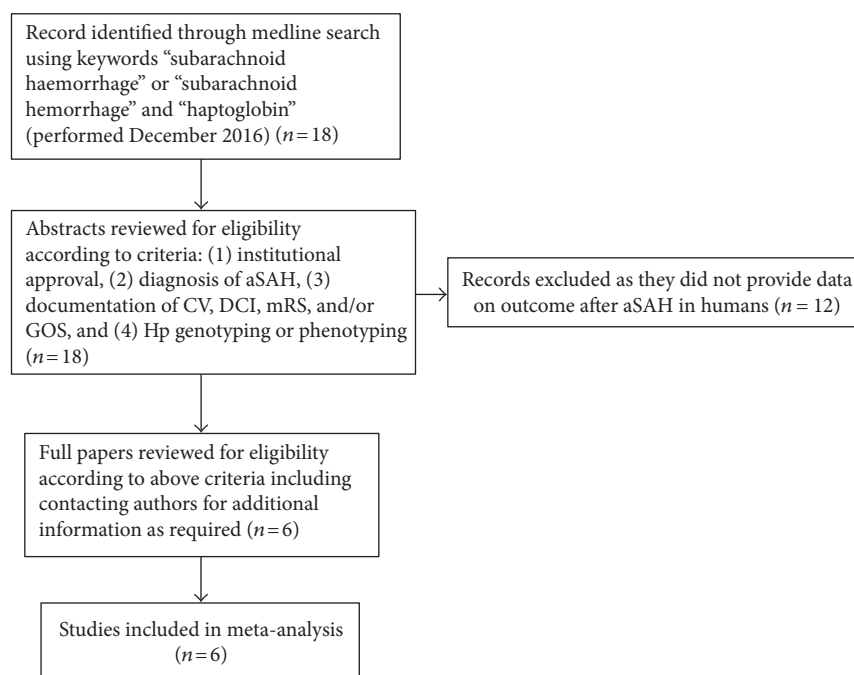 Record identified through medline search
using keywords “subarachnoid
haemorrhage” or “subarachnoid
hemorrhage” and “haptoglobin”
(performed December 2016) (n = 18)
Abstracts reviewed for eligibility
according to criteria: (1) institutional
approval, (2) diagnosis of aSAH, (3)
documentation of CV, DCI, mRS, and/or
GOS, and (4) Hp genotyping or phenotyping
(n = 18)
Records excluded as they did not provide data
on outcome after aSAH in humans (n = 12)
Full papers reviewed for eligibility
according to above criteria including
contacting authors for additional
information as required (n = 6)
Studies included in meta-analysis
(n = 6)